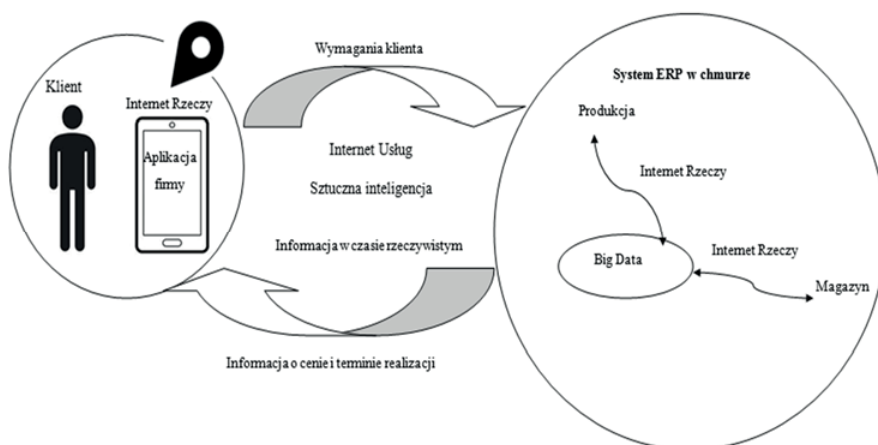 Wymagania klienta
Klient
Internet Rzeczy
Aplikacja
firmy
Internet Usług
Sztuczna inteligencja
Informacja w czasie rzeczywistym
Informacja o cenie i terminie realizacji
System ERP w chmurze
Produkcja
Internet Rzeczy
Big Data
Internet Rzeczy
Magazyn